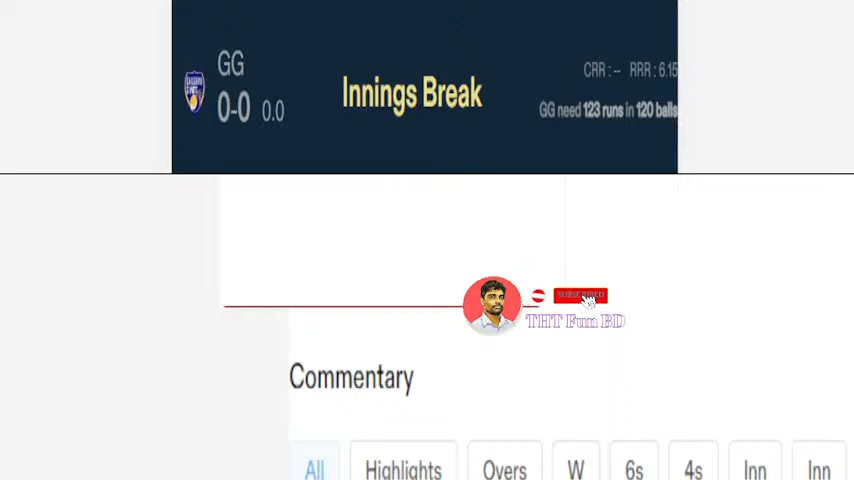 GG
0-0 0.0
Innings Break
CRR : -- RRR : 6.15
GG need 123 runs in 120 balls
SUBSCRIBED
THT Fun BD
Commentary
All Highlights Overs W 6s 4s Inn Inn